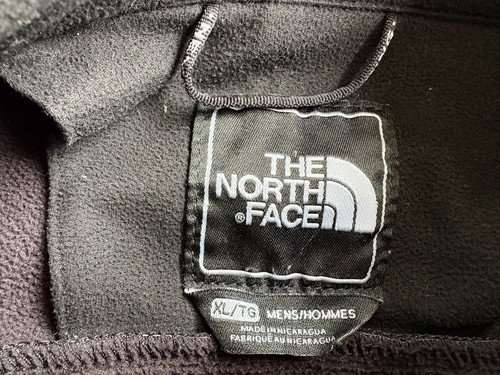 THE
NORTH
®FACE
XL/TG MENS/HOMMES
MADE IN NICARAGUA
FABRIQUE AU NICARAGUA